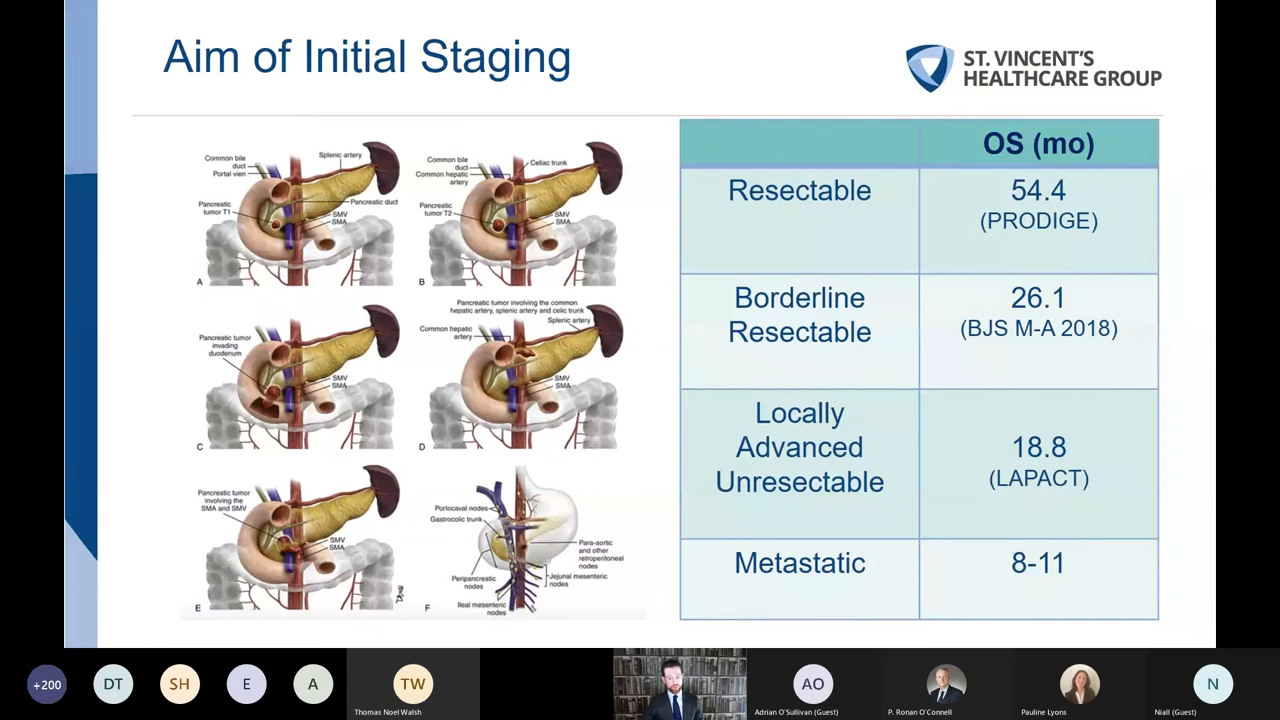 Aim of Initial Staging
ST. VINCENT'S
HEALTHCARE GROUP
Common bile
duct
Portal vien
Splenic artery
Pancreatic duct
Pancreatic
tumor T1
SMV
SMA
A
Common bile
duct
Common hepatic
artery
Celiac trunk
Pancreatic
tumor T2
SMV
SMA
B
Pancreatic tumor
invading
duodenum
SMV
SMA
C
Pancreatic tumor involving the common
hepatic artery, splenic artery and celic trunk
Splenic artery
Common hepatic
artery
SMV
SMA
D
Pancreatic tumor
involving the
SMA and SMV
SMV
SMA
E
Portocaval nodes
Gastrocolic trunk
Para-aortic
and other
retroperitoneal
nodes
Peripancreatic
nodes
Jejunal mesenteric
nodes
Ileal mesenteric
nodes
F
OS (mo)
Resectable
54.4
(PRODIGE)
Borderline
Resectable
26.1
(BJS M-A 2018)
Locally
Advanced
Unresectable
18.8
(LAPACT)
Metastatic
8-11
+200
DT
SH
E
A
TW
Thomas Noel Walsh
AO
Adrian O'Sullivan (Guest)
P. Ronan O'Connell
Pauline Lyons
N
Niall (Guest)